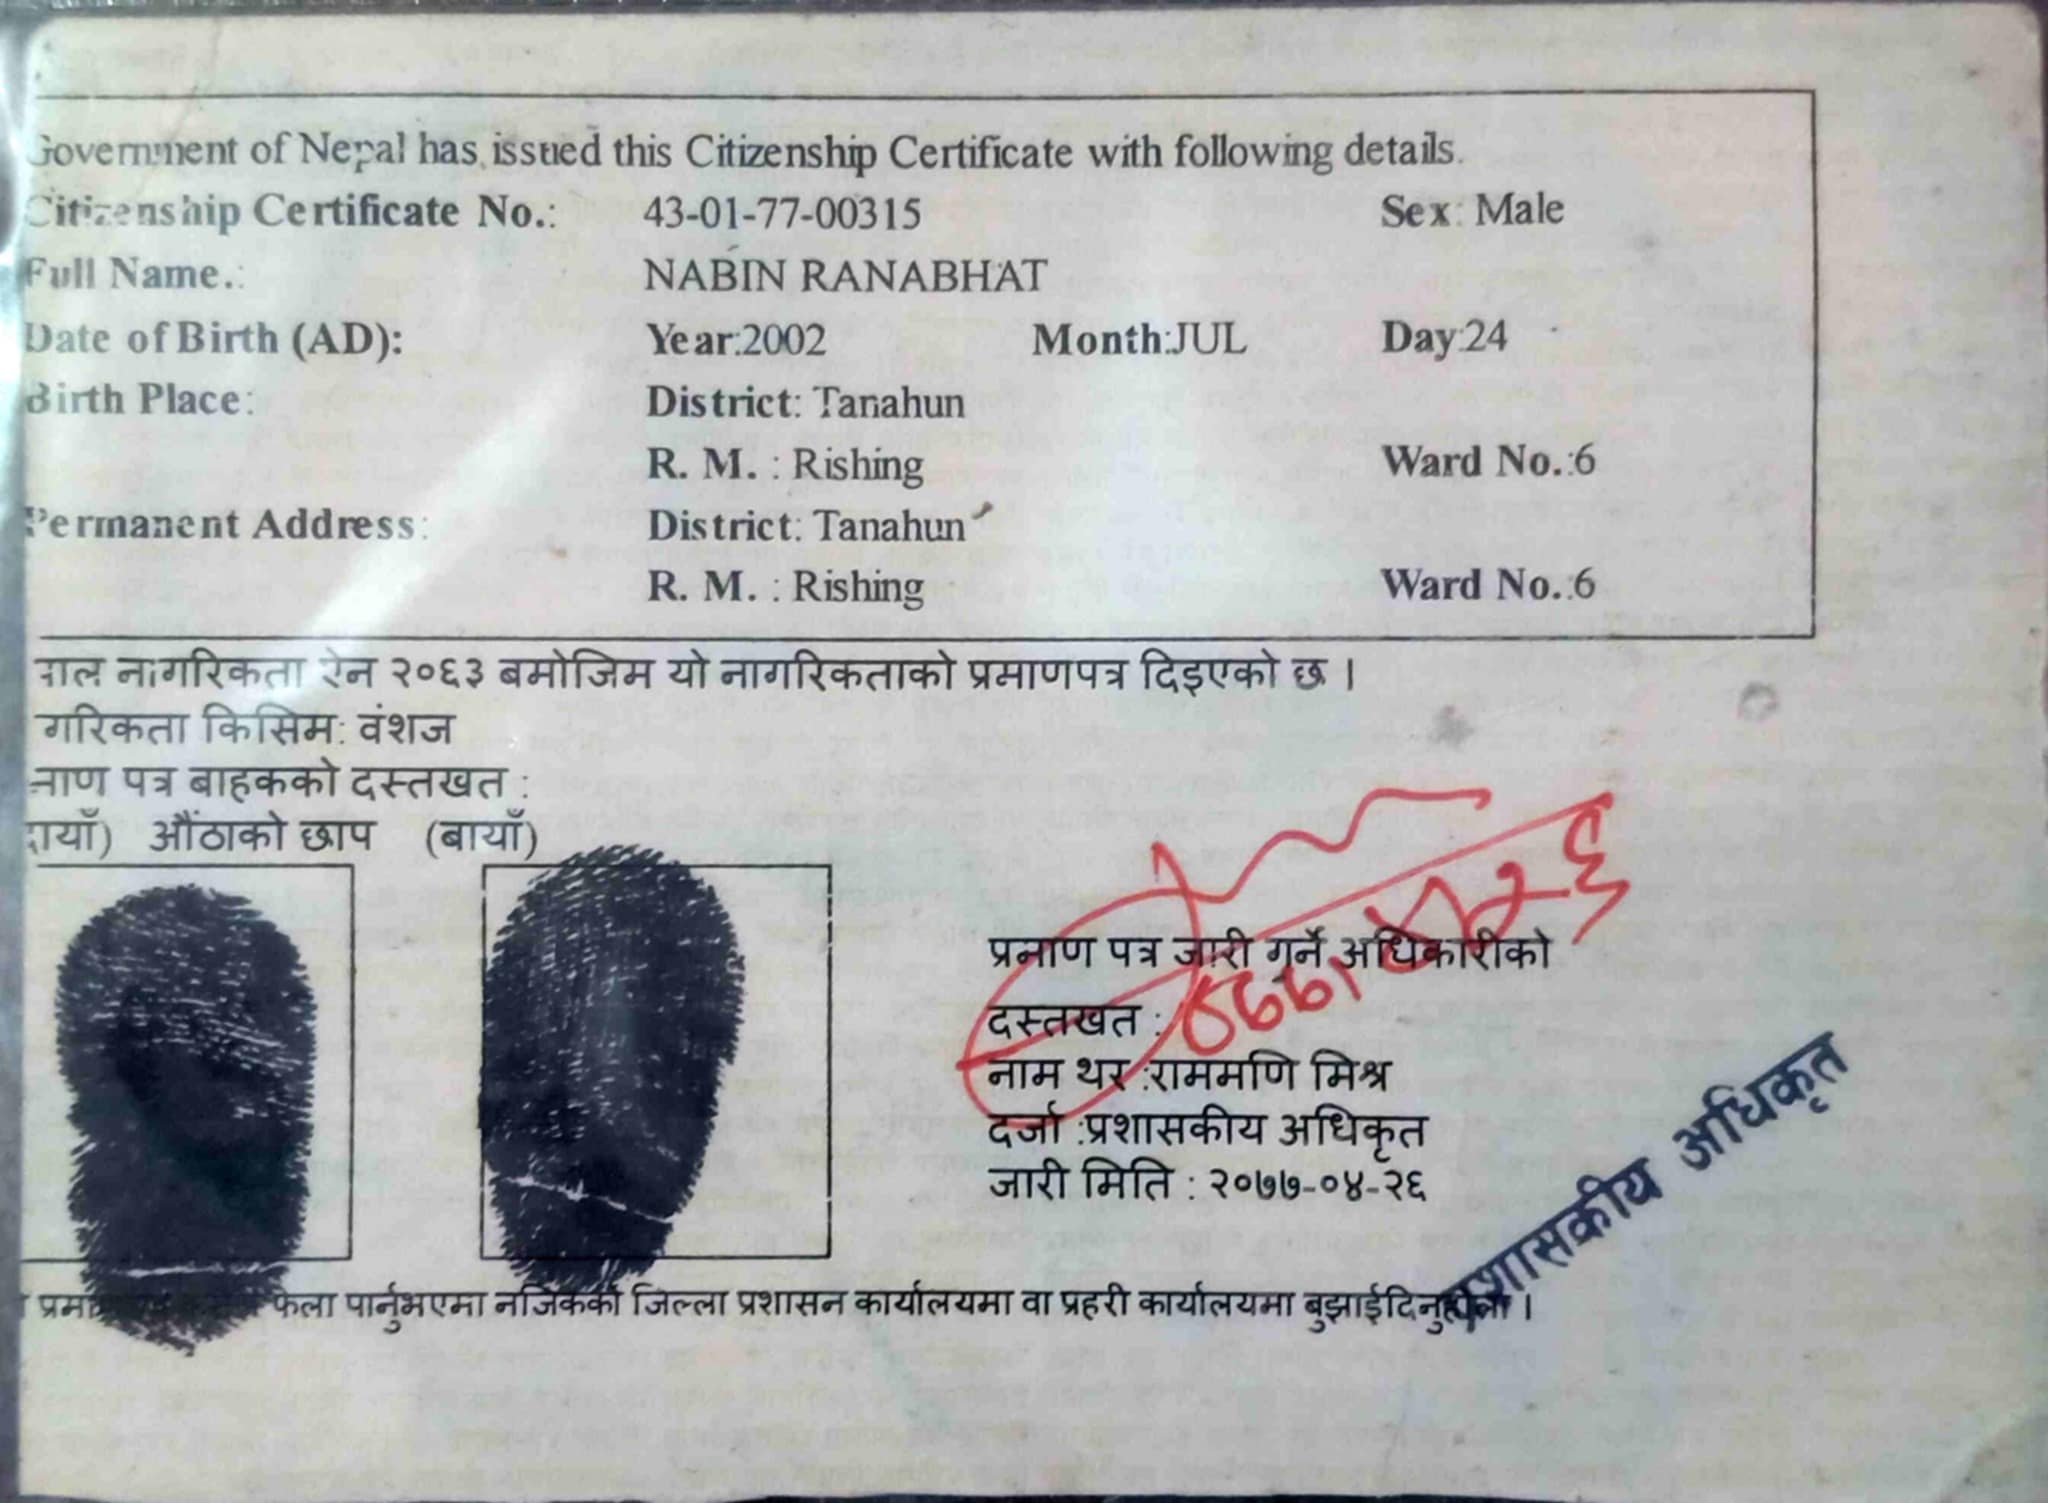 Government of Nepal has issued this Citizenship Certificate with following details.
Citizenship Certificate No.: 43-01-77-00315 Sex: Male
Full Name.: NABIN RANABHAT
Date of Birth (AD): Year:2002 Month:JUL Day:24
Birth Place: District: Tanahun
R. M. : Rishing Ward No.:6
Permanent Address: District: Tanahun
R. M. : Rishing Ward No.:6
नागरिकता ऐन २०६३ बमोजिम यो नागरिकताको प्रमाणपत्र दिइएको छ ।
गरिकता किसिम: वंशज
माण पत्र बाहकको दस्तखत :
दायाँ) औंठाको छाप (बायाँ)
प्रमाण पत्र जारी गर्ने अधिकारीको
दस्तखत :
नाम थर :राममणि मिश्र
दर्जा :प्रशासकीय अधिकृत
जारी मिति : २०७७-०४-२६
प्रशासकीय अधिकृत
फेला पार्नुभएमा नजिकको जिल्ला प्रशासन कार्यालयमा वा प्रहरी कार्यालयमा बुझाईदिनुहोला ।